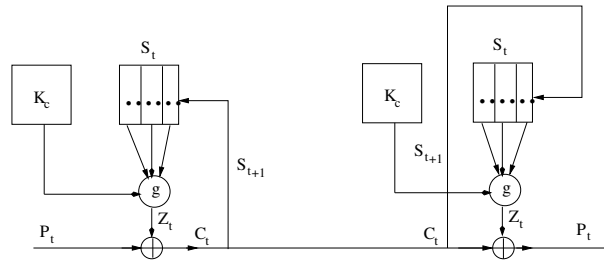 S_t
K_c
S_{t+1}
g
Z_t
P_t
C_t
S_t
K_c
S_{t+1}
g
Z_t
C_t
P_t